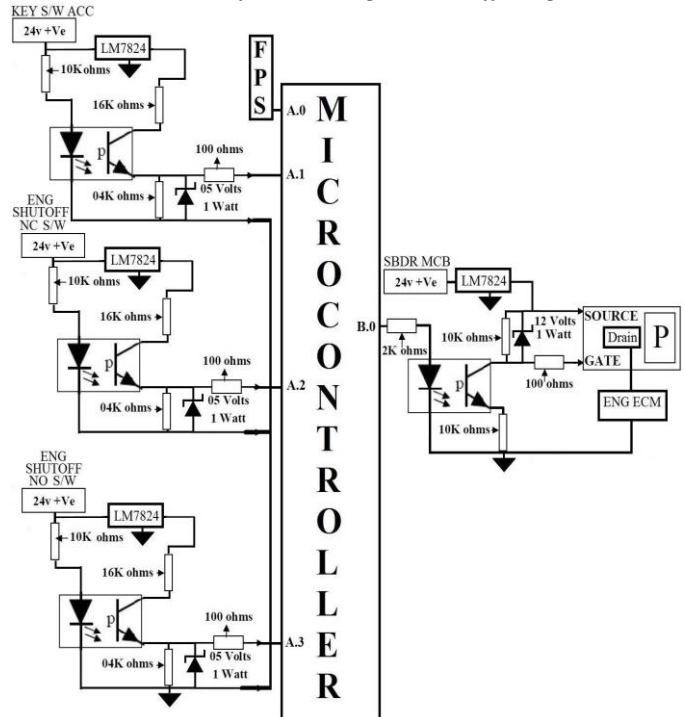 KEY S/W ACC
24v +Ve
LM7824
10K ohms
16K ohms
p
100 ohms
04K ohms
05 Volts
1 Watt
ENG
SHUTOFF
NC S/W
24v +Ve
LM7824
10K ohms
16K ohms
p
100 ohms
04K ohms
05 Volts
1 Watt
ENG
SHUTOFF
NO S/W
24v +Ve
LM7824
10K ohms
16K ohms
p
100 ohms
04K ohms
05 Volts
1 Watt
FPS
A.0
A.1
A.2
A.3
MICROCONTROLLER
B.0
SBDR MCB
24v +Ve
LM7824
2K ohms
10K ohms
12 Volts
1 Watt
p
100 ohms
10K ohms
SOURCE
Drain
GATE
P
ENG ECM